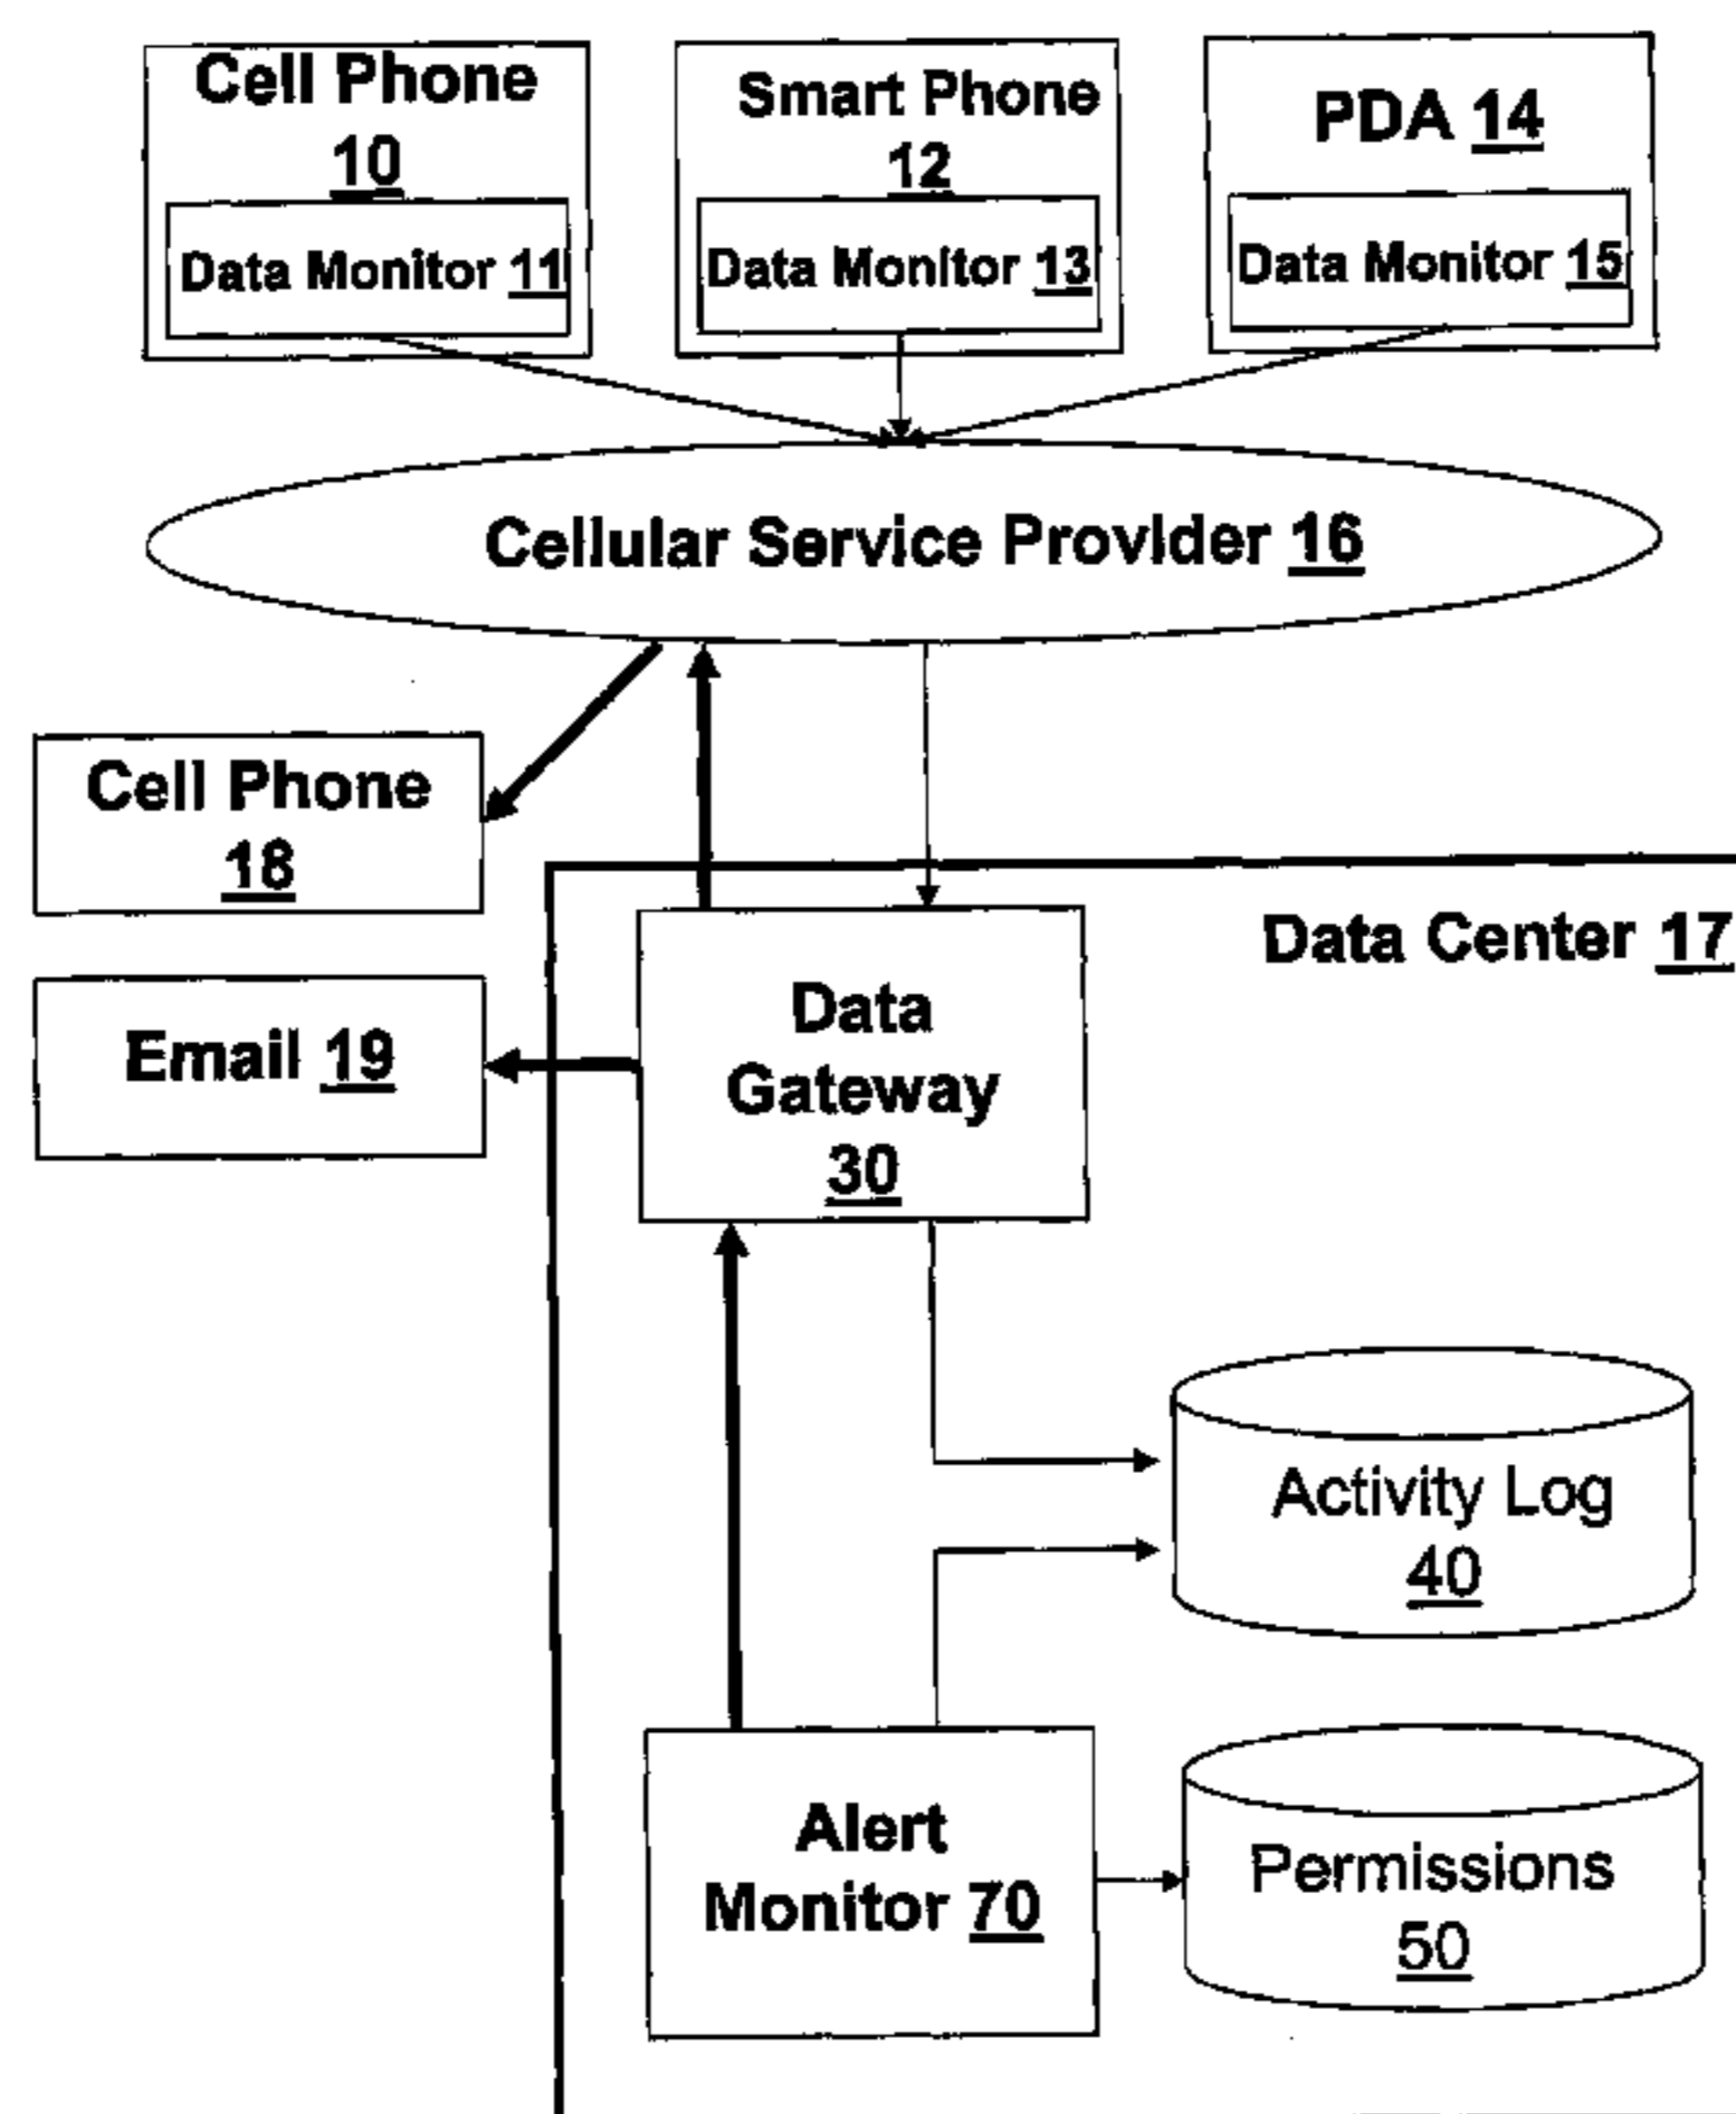 Cell Phone
10
Data Monitor 11
Smart Phone
12
Data Monitor 13
PDA 14
Data Monitor 15
Cellular Service Provider 16
Cell Phone
18
Data Center 17
Email 19
Data
Gateway
30
Activity Log
40
Alert
Monitor 70
Permissions
50